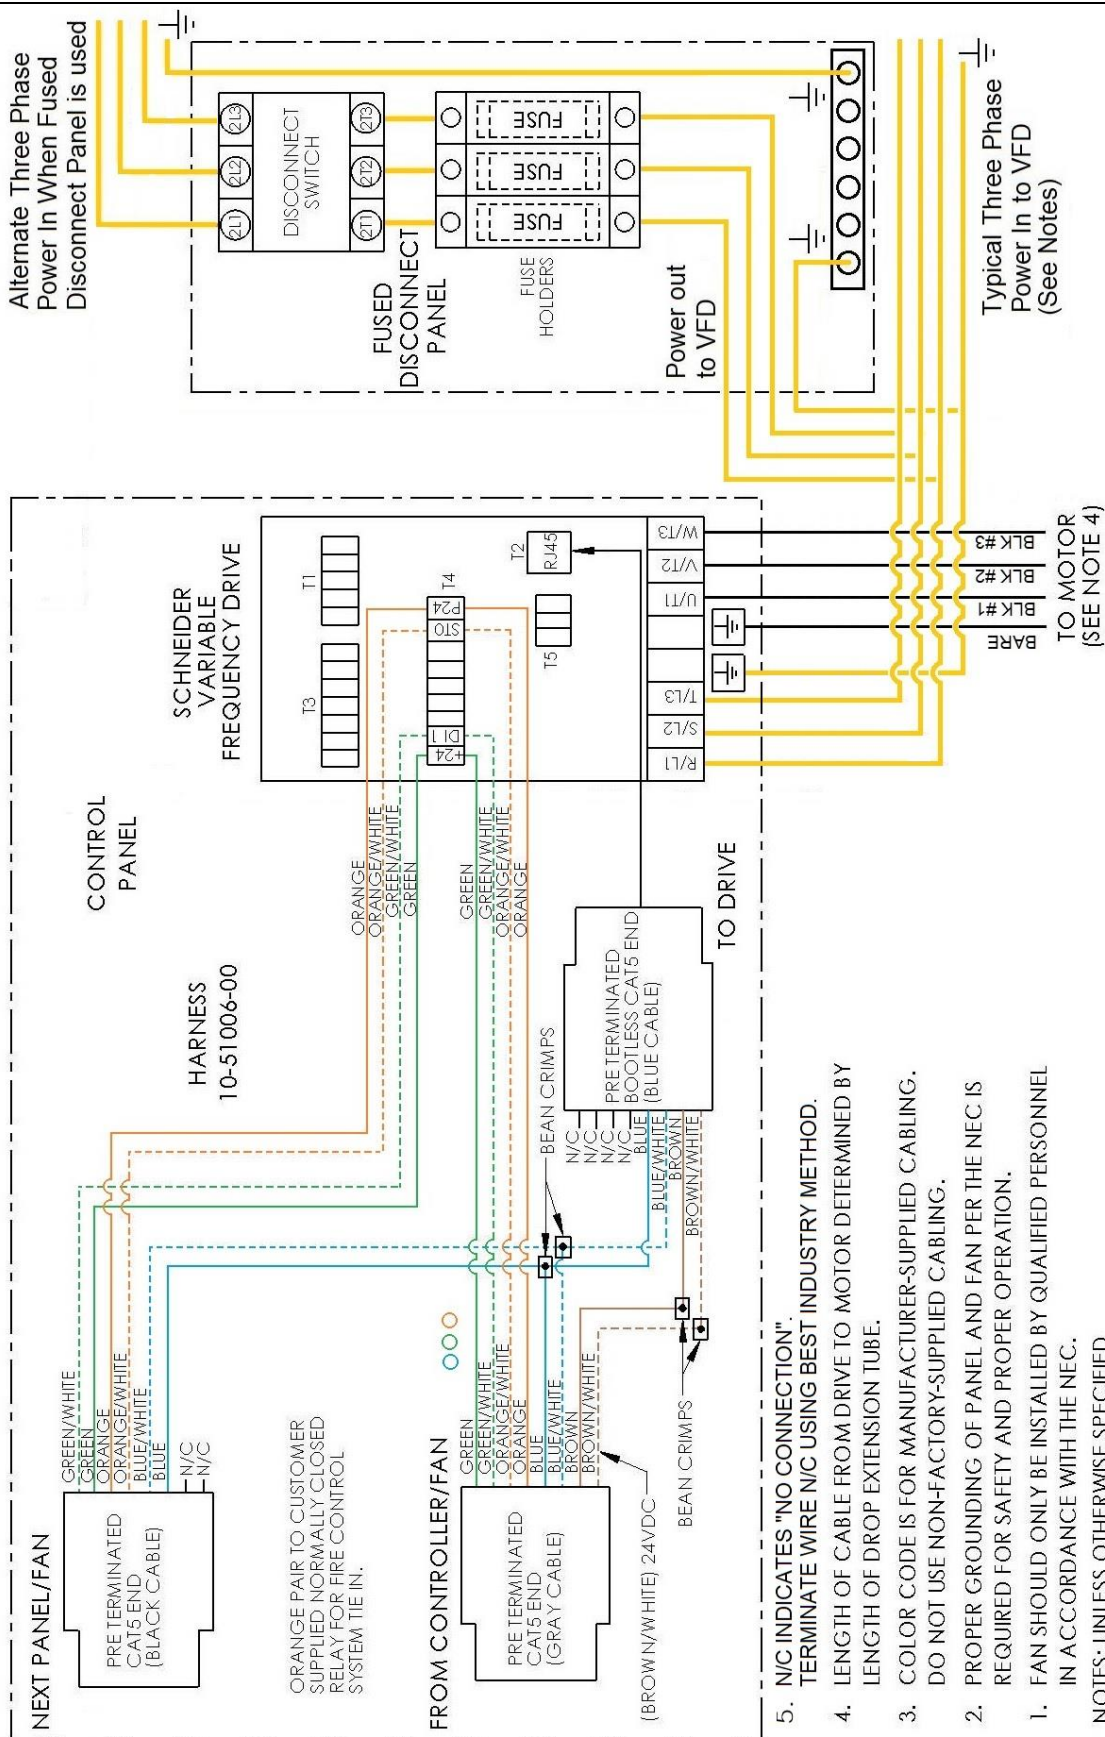 Alternate Three Phase
Power In When Fused
Disconnect Panel is used
2L1
2L2
2L3
DISCONNECT
SWITCH
2T1
2T2
2T3
FUSED
DISCONNECT
PANEL
FUSE
FUSE
FUSE
FUSE
HOLDERS
Power out
to VFD
Typical Three Phase
Power In to VFD
(See Notes)
CONTROL
PANEL
SCHNEIDER
VARIABLE
FREQUENCY DRIVE
T3
T1
T4
+24
DI 1
STO
P24
T5
T2
RJ45
R/L1
S/L2
T/L3
U/T1
V/T2
W/T3
BARE
BLK #1
BLK #2
BLK #3
TO MOTOR
(SEE NOTE 4)
HARNESS
10-51006-00
ORANGE
ORANGE/WHITE
GREEN/WHITE
GREEN
GREEN
GREEN/WHITE
ORANGE/WHITE
ORANGE
NEXT PANEL/FAN
PRE TERMINATED
CAT5 END
(BLACK CABLE)
GREEN/WHITE
GREEN
ORANGE
ORANGE/WHITE
BLUE/WHITE
BLUE
N/C
N/C
ORANGE PAIR TO CUSTOMER
SUPPLIED NORMALLY CLOSED
RELAY FOR FIRE CONTROL
SYSTEM TIE IN.
FROM CONTROLLER/FAN
PRE TERMINATED
CAT5 END
(GRAY CABLE)
GREEN
GREEN/WHITE
ORANGE/WHITE
ORANGE
BLUE
BLUE/WHITE
BROWN
BROWN/WHITE
(BROWN/WHITE) 24VDC
BEAN CRIMPS
BEAN CRIMPS
N/C
N/C
N/C
N/C
BLUE
BLUE/WHITE
BROWN
BROWN/WHITE
PRE TERMINATED
BOOTLESS CAT5 END
(BLUE CABLE)
TO DRIVE
5. N/C INDICATES "NO CONNECTION".
TERMINATE WIRE N/C USING BEST INDUSTRY METHOD.
4. LENGTH OF CABLE FROM DRIVE TO MOTOR DETERMINED BY
LENGTH OF DROP EXTENSION TUBE.
3. COLOR CODE IS FOR MANUFACTURER-SUPPLIED CABLING.
DO NOT USE NON-FACTORY-SUPPLIED CABLING.
2. PROPER GROUNDING OF PANEL AND FAN PER THE NEC IS
REQUIRED FOR SAFETY AND PROPER OPERATION.
1. FAN SHOULD ONLY BE INSTALLED BY QUALIFIED PERSONNEL
IN ACCORDANCE WITH THE NEC.
NOTES: UNLESS OTHERWISE SPECIFIED